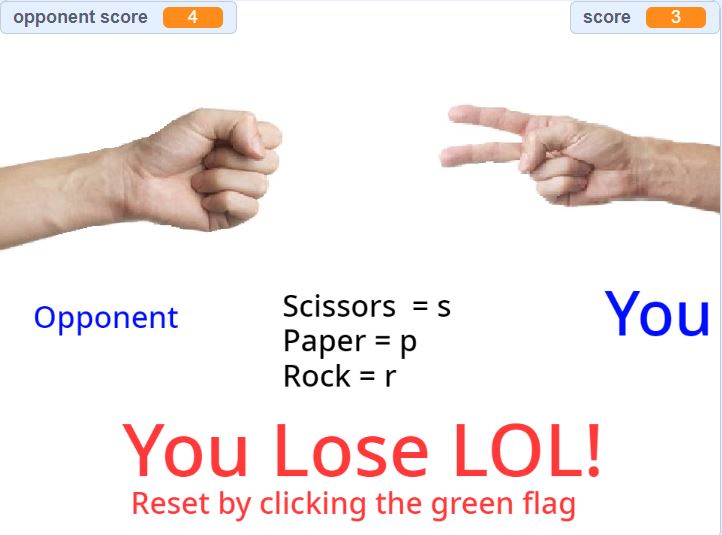 opponent score 4
score 3
Opponent
Scissors  = s
Paper = p
Rock = r
You
You Lose LOL!
Reset by clicking the green flag